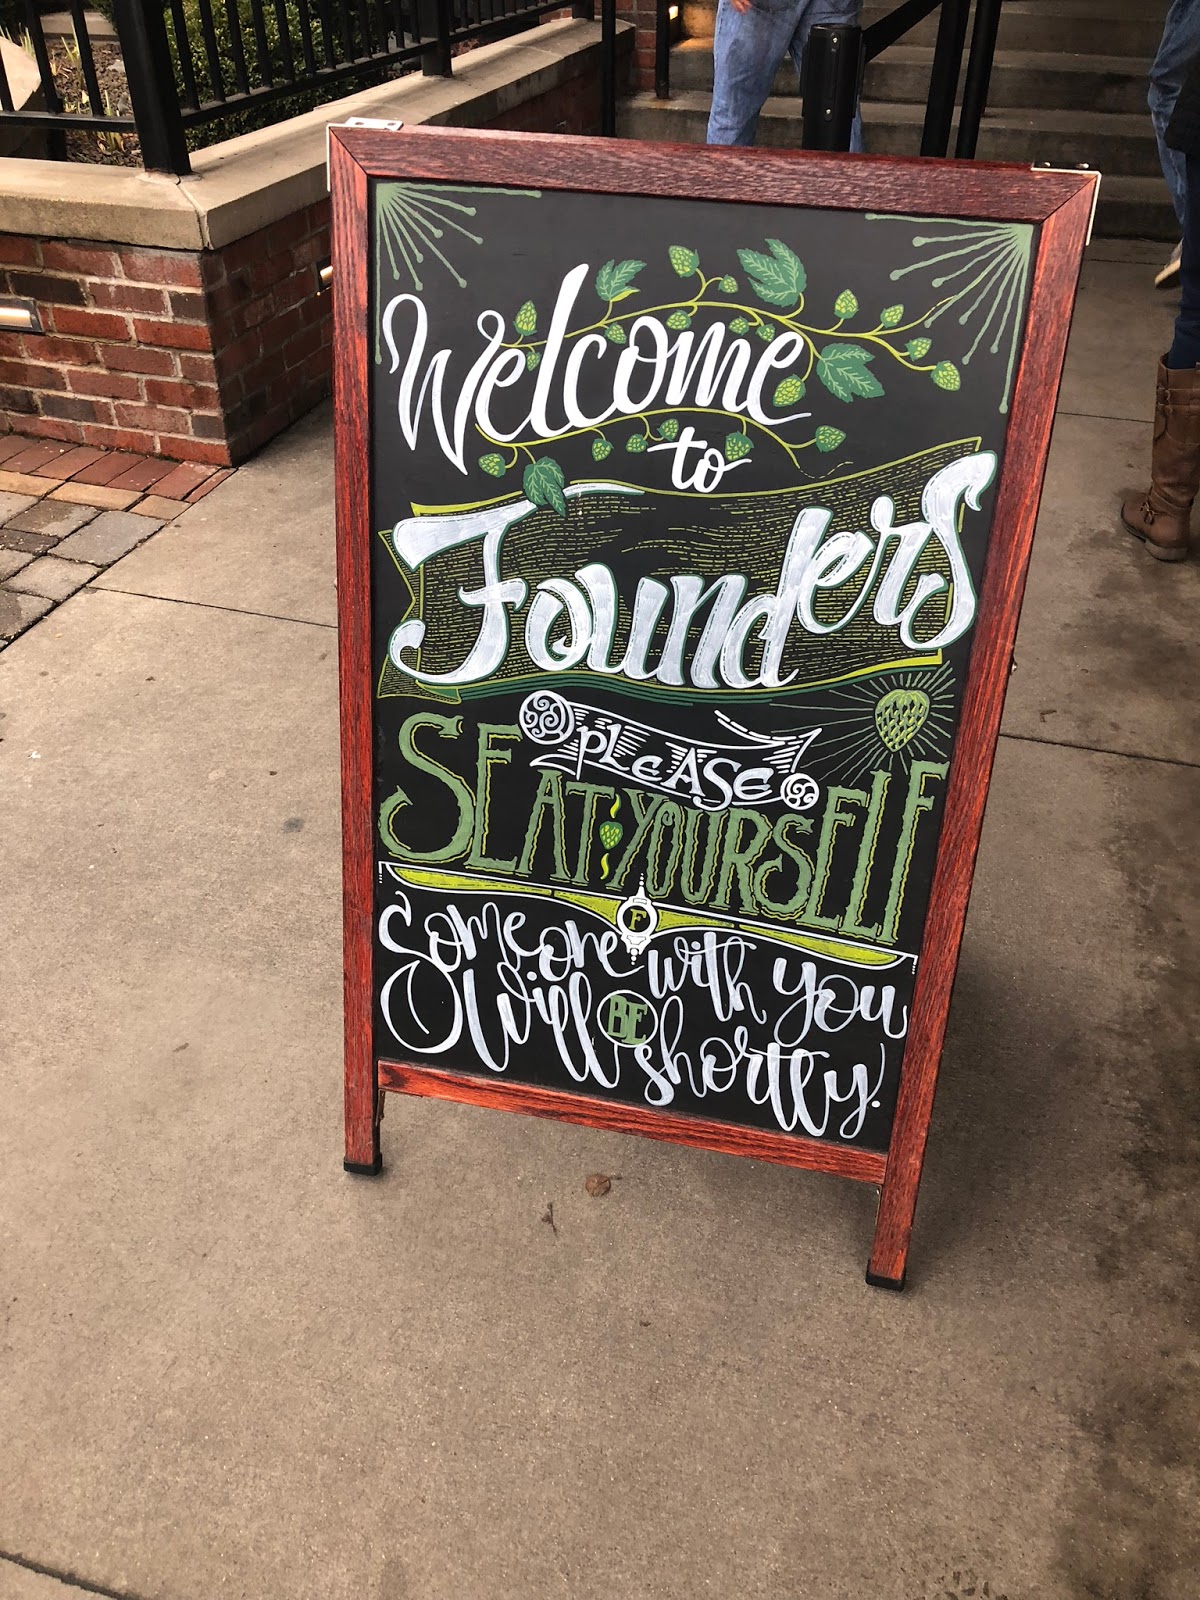 Welcome
to
Founders
PLEASE
SEAT YOURSELF
F
Someone with you
Will BE shortly.